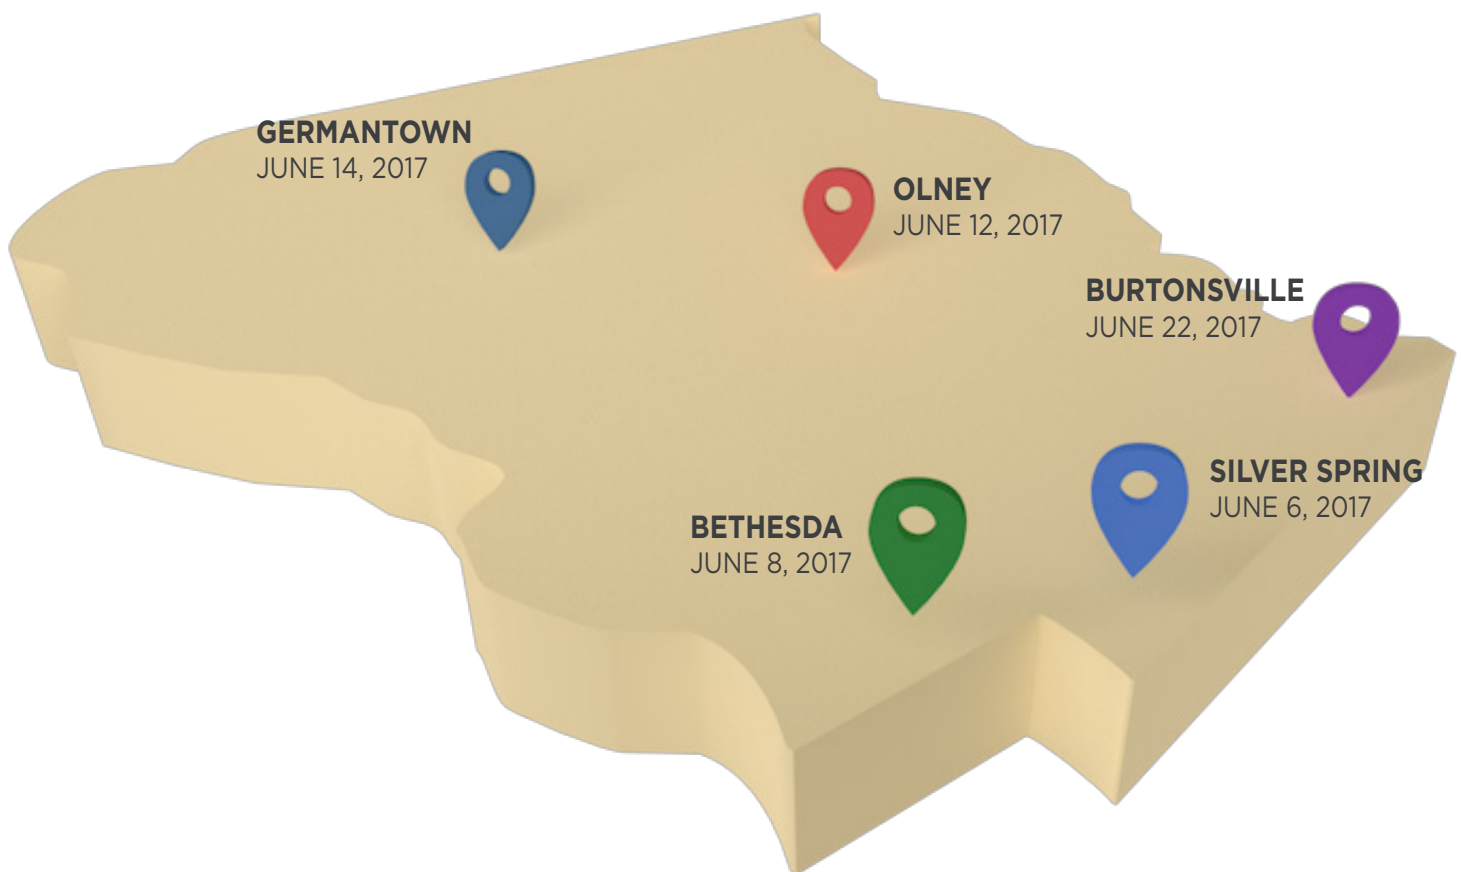 GERMANTOWN
JUNE 14, 2017
OLNEY
JUNE 12, 2017
BURTONSVILLE
JUNE 22, 2017
SILVER SPRING
JUNE 6, 2017
BETHESDA
JUNE 8, 2017